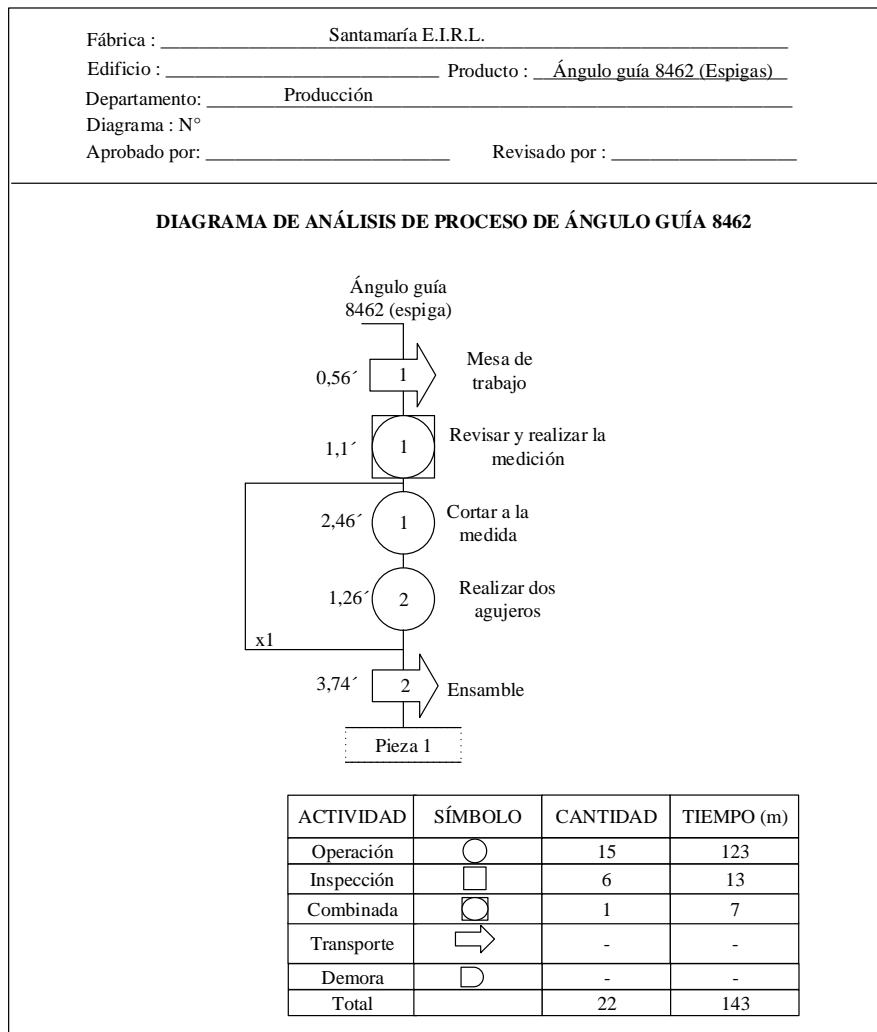 Fábrica : Santamaría E.I.R.L.
Edificio : Producto : Ángulo guía 8462 (Espigas)
Departamento: Producción
Diagrama : N°
Aprobado por: Revisado por :
DIAGRAMA DE ANÁLISIS DE PROCESO DE ÁNGULO GUÍA 8462
Ángulo guía
8462 (espiga)
0,56´ 1 Mesa de
trabajo
1,1´ 1 Revisar y realizar la
medición
2,46´ 1 Cortar a la
medida
1,26´ 2 Realizar dos
agujeros
x1
3,74´ 2 Ensamble
Pieza 1
ACTIVIDAD SÍMBOLO CANTIDAD TIEMPO (m)
Operación 15 123
Inspección 6 13
Combinada 1 7
Transporte - -
Demora - -
Total 22 143